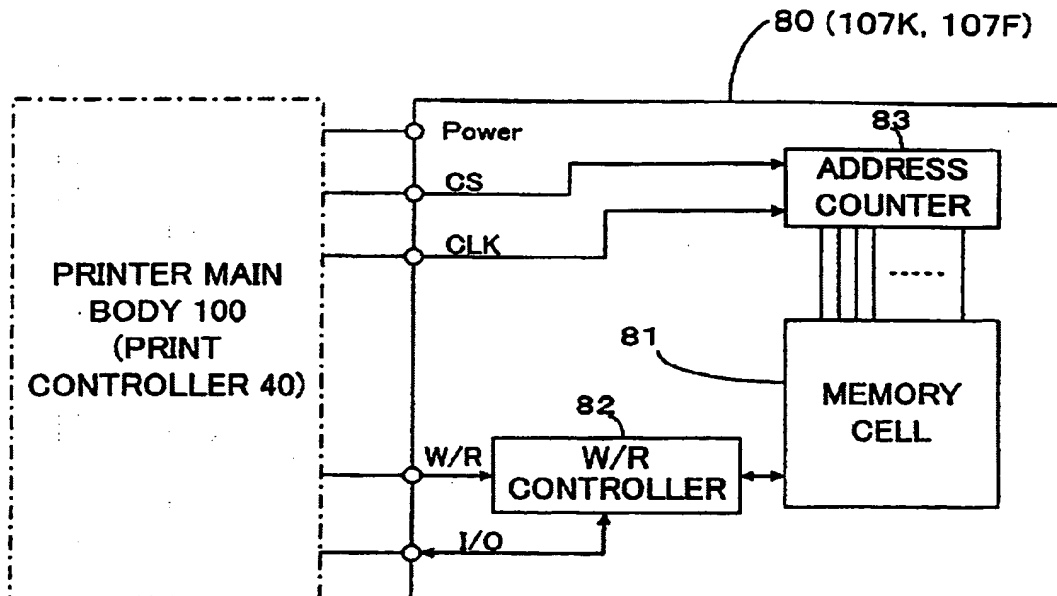 80 (107K, 107F)
Power
CS
CLK
83
ADDRESS
COUNTER
PRINTER MAIN
BODY 100
(PRINT
CONTROLLER 40)
81
MEMORY
CELL
82
W/R
W/R
CONTROLLER
I/O